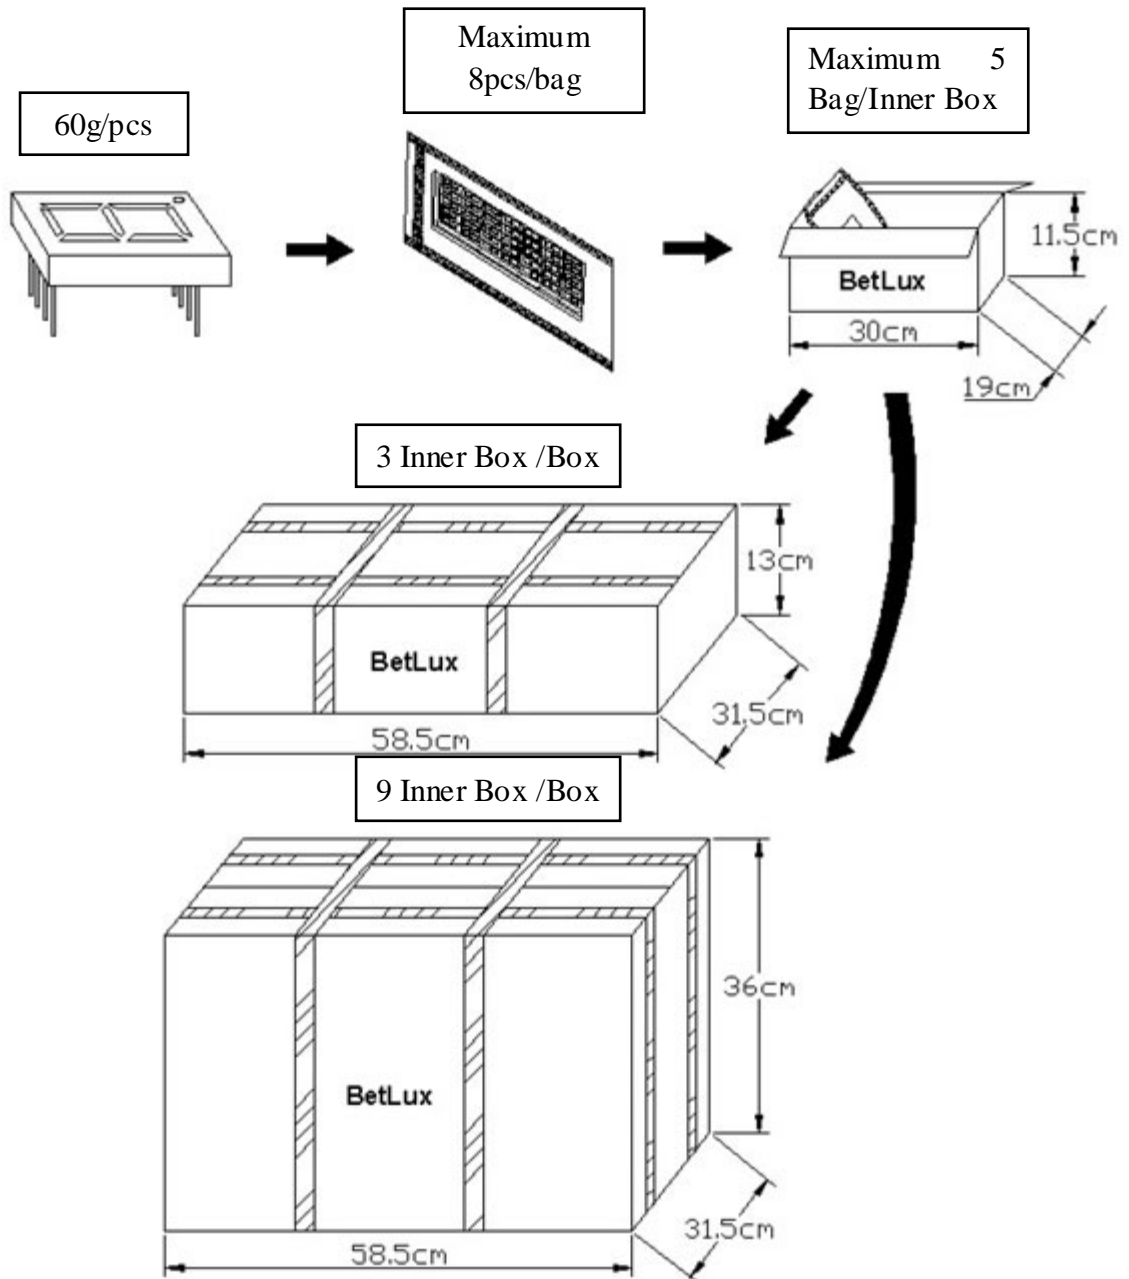 Maximum
8pcs/bag
Maximum 5
Bag/Inner Box
60g/pcs
11.5cm
BetLux
30cm
19cm
3 Inner Box /Box
13cm
BetLux
31.5cm
58.5cm
9 Inner Box /Box
36cm
BetLux
31.5cm
58.5cm